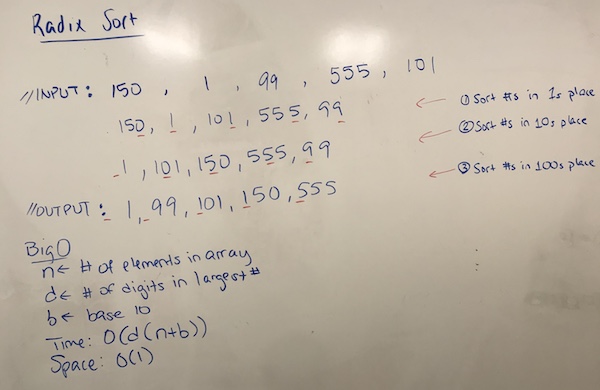 Radix Sort
//INPUT: 150, 1, 99, 555, 101
150, 1, 101, 555, 99 ← ① Sort #s in 1s place
1, 101, 150, 555, 99 ← ② Sort #s in 10s place
← ③ Sort #s in 100s place
//OUTPUT: 1, 99, 101, 150, 555
Big O
n ← # of elements in array
d ← # of digits in largest #
b ← base 10
Time: O(d(n+b))
Space: O(1)